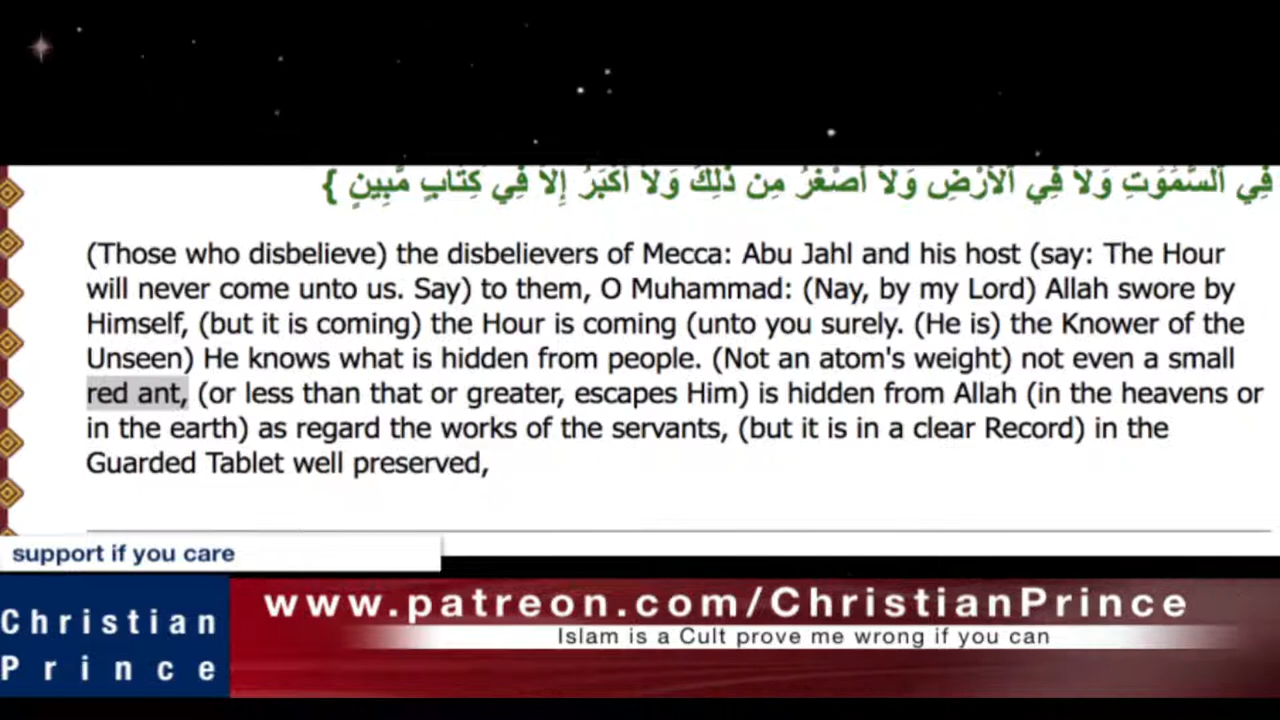 فِي ٱلسَّمَٰوَٰتِ وَلاَ فِي ٱلأَرْضِ وَلاَ أَصْغَرُ مِن ذَلِكَ وَلاَ أَكْبَرُ إِلاَّ فِي كِتَابٍ مُّبِينٍ }
(Those who disbelieve) the disbelievers of Mecca: Abu Jahl and his host (say: The Hour
will never come unto us. Say) to them, O Muhammad: (Nay, by my Lord) Allah swore by
Himself, (but it is coming) the Hour is coming (unto you surely. (He is) the Knower of the
Unseen) He knows what is hidden from people. (Not an atom's weight) not even a small
red ant, (or less than that or greater, escapes Him) is hidden from Allah (in the heavens or
in the earth) as regard the works of the servants, (but it is in a clear Record) in the
Guarded Tablet well preserved,
support if you care
Christian
Prince
www.patreon.com/ChristianPrince
Islam is a Cult prove me wrong if you can